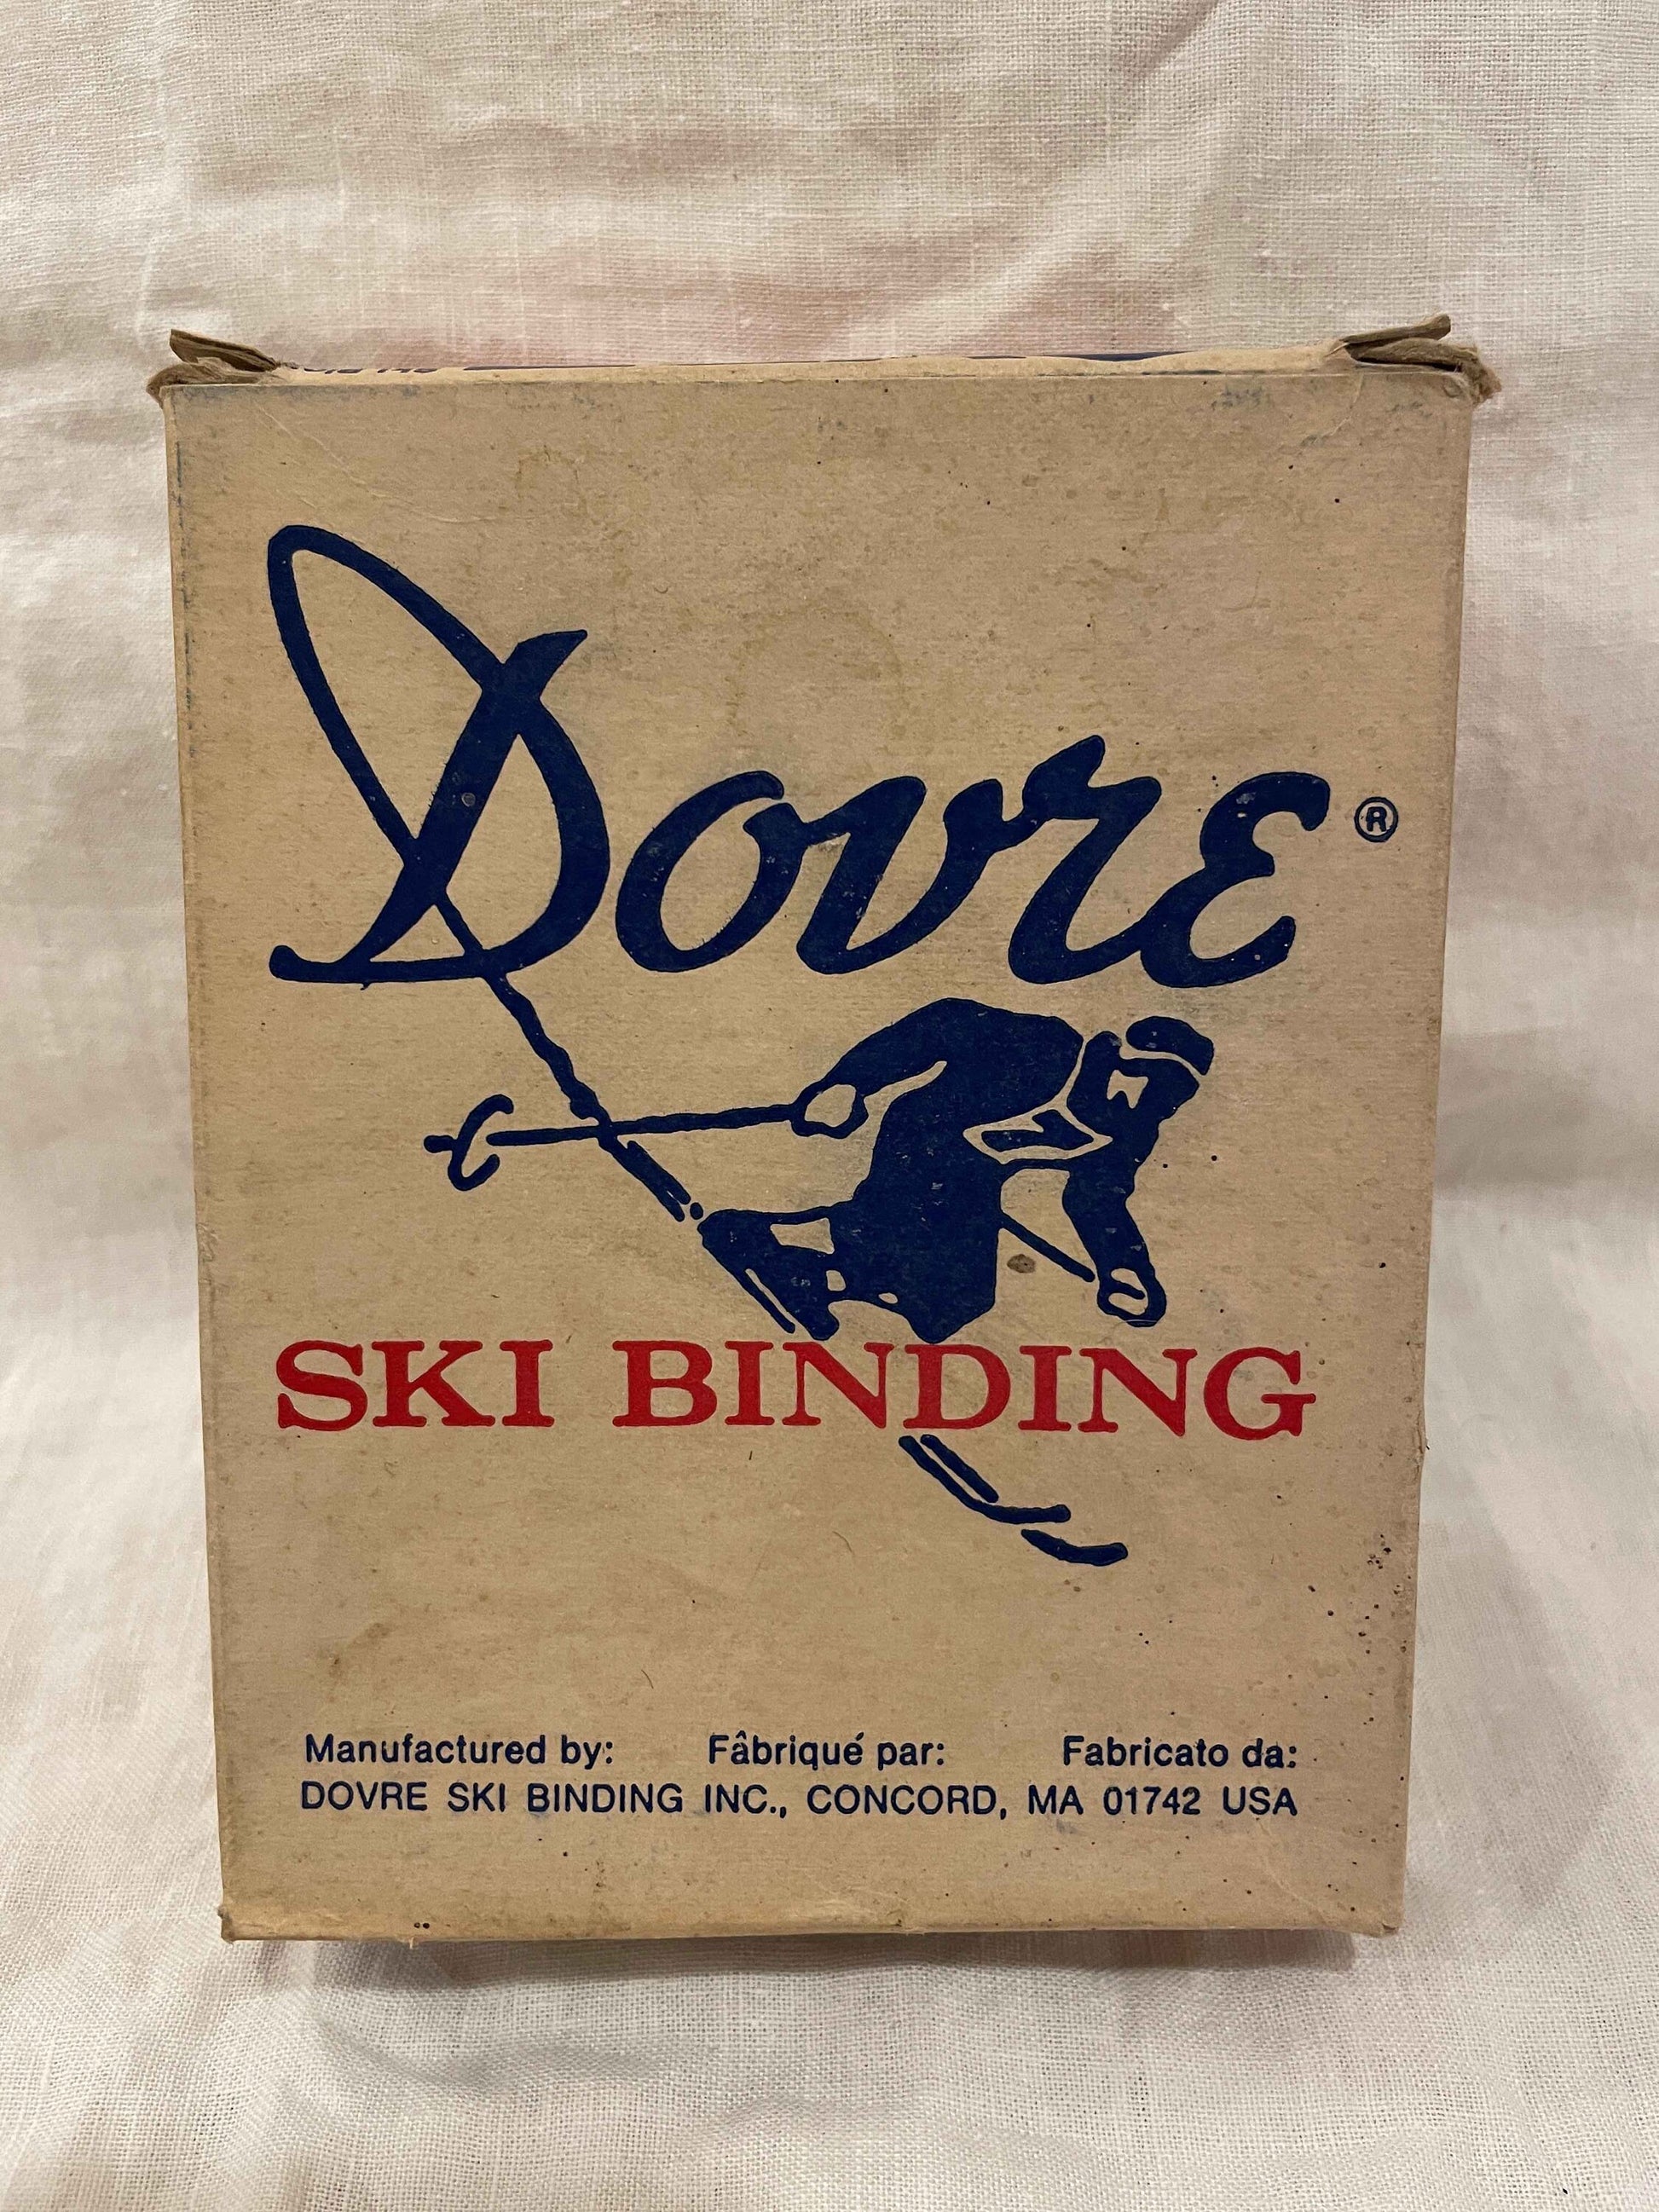 Dovre®
SKI BINDING
Manufactured by: Fâbriqué par: Fabricato da:
DOVRE SKI BINDING INC., CONCORD, MA 01742 USA